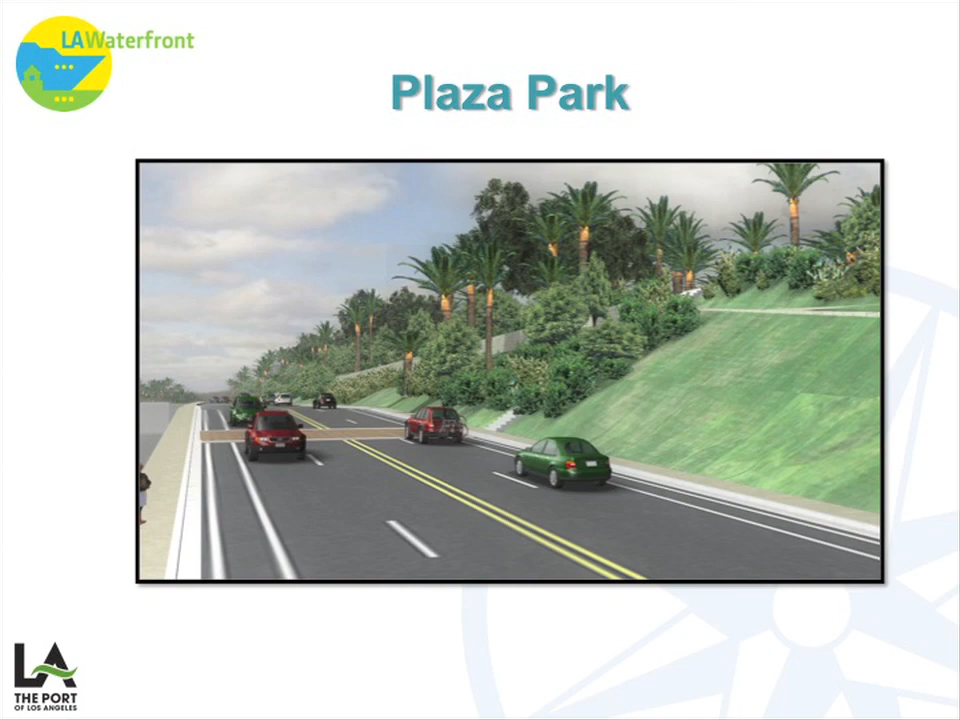 LAWaterfront
Plaza Park
LA
THE PORT
OF LOS ANGELES